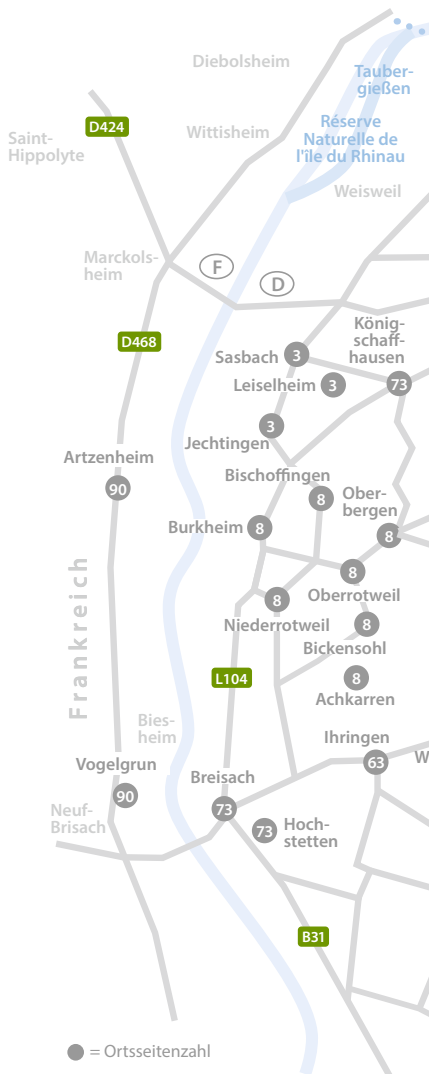 Diebolsheim
Tauber-
gießen
D424
Saint-
Hippolyte
Wittisheim
Réserve
Naturelle de
l'île du Rhinau
Weisweil
Marckols-
heim
F
D
König-
schaff-
hausen
D468
Sasbach
3
Leiselheim
3
73
3
Jechtingen
Artzenheim
90
Bischoffingen
8
Ober-
bergen
8
Burkheim
8
8
Oberrotweil
8
Niederrotweil
8
Bickensohl
Frankreich
L104
8
Achkarren
Bies-
heim
Ihringen
63
W
Vogelgrun
90
Breisach
73
Neuf-
Brisach
73
Hoch-
stetten
B31
= Ortsseitenzahl